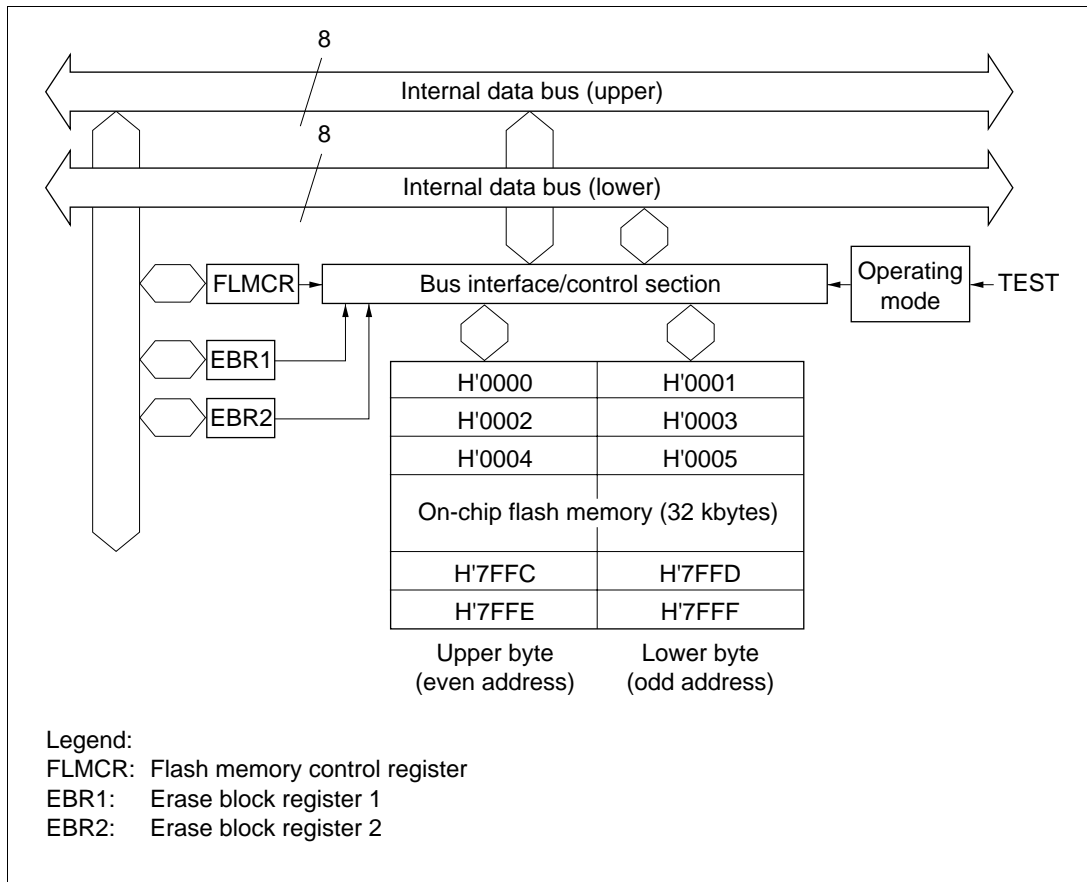 8
Internal data bus (upper)
8
Internal data bus (lower)
FLMCR
Bus interface/control section
Operating
mode
TEST
EBR1
EBR2
H'0000 H'0001
H'0002 H'0003
H'0004 H'0005
On-chip flash memory (32 kbytes)
H'7FFC H'7FFD
H'7FFE H'7FFF
Upper byte
(even address)
Lower byte
(odd address)
Legend:
FLMCR: Flash memory control register
EBR1: Erase block register 1
EBR2: Erase block register 2